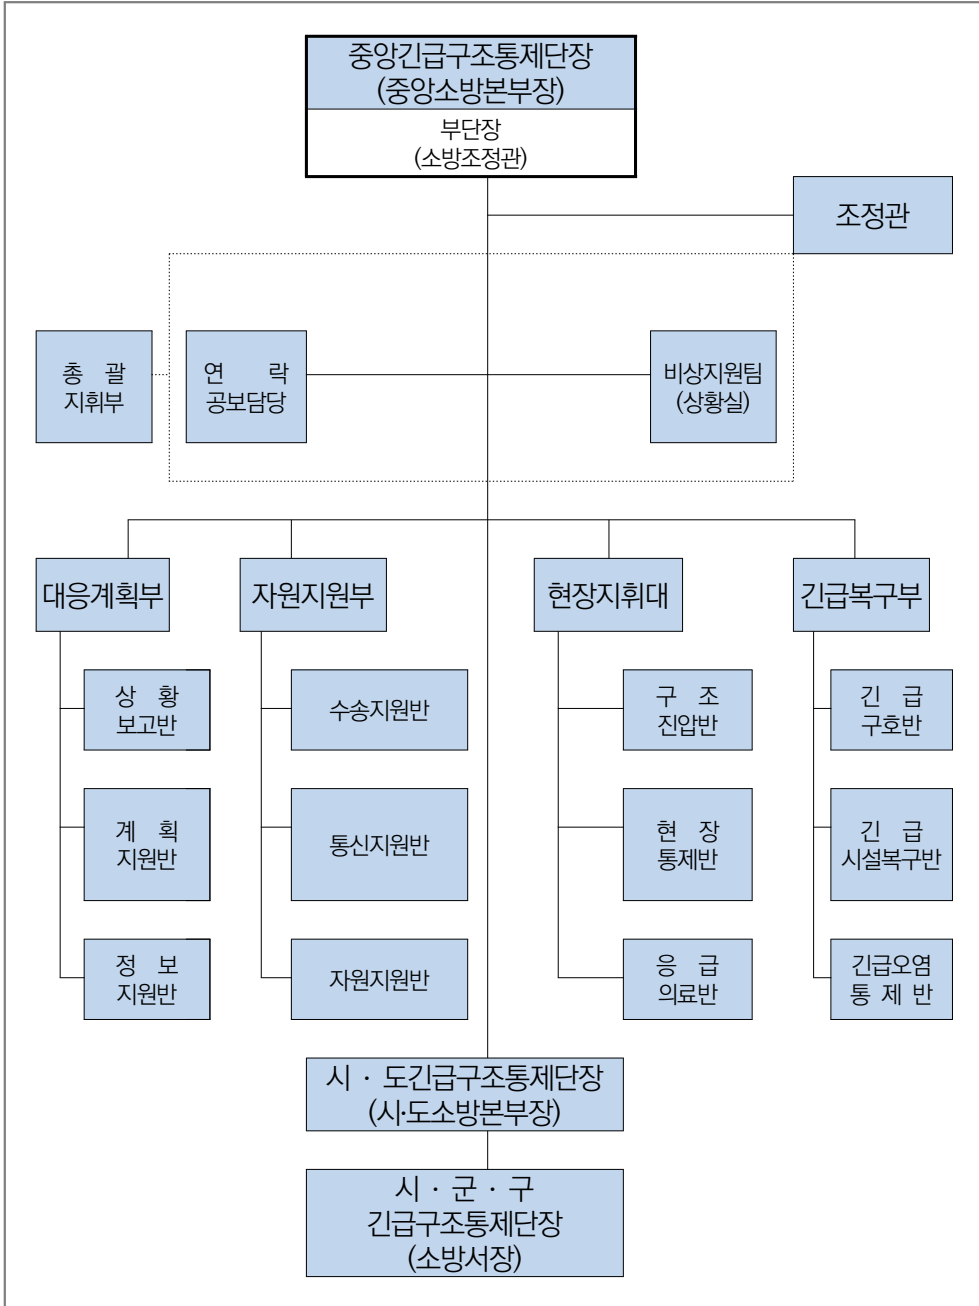 중앙긴급구조통제단장
(중앙소방본부장)
부단장
(소방조정관)
조정관
총 괄
지휘부
연 락
공보담당
비상지원팀
(상황실)
대응계획부
자원지원부
현장지휘대
긴급복구부
상 황
보고반
수송지원반
구 조
진압반
긴 급
구호반
계 획
지원반
통신지원반
현 장
통제반
긴 급
시설복구반
정 보
지원반
자원지원반
응 급
의료반
긴급오염
통 제 반
시 · 도긴급구조통제단장
(시·도소방본부장)
시 · 군 · 구
긴급구조통제단장
(소방서장)